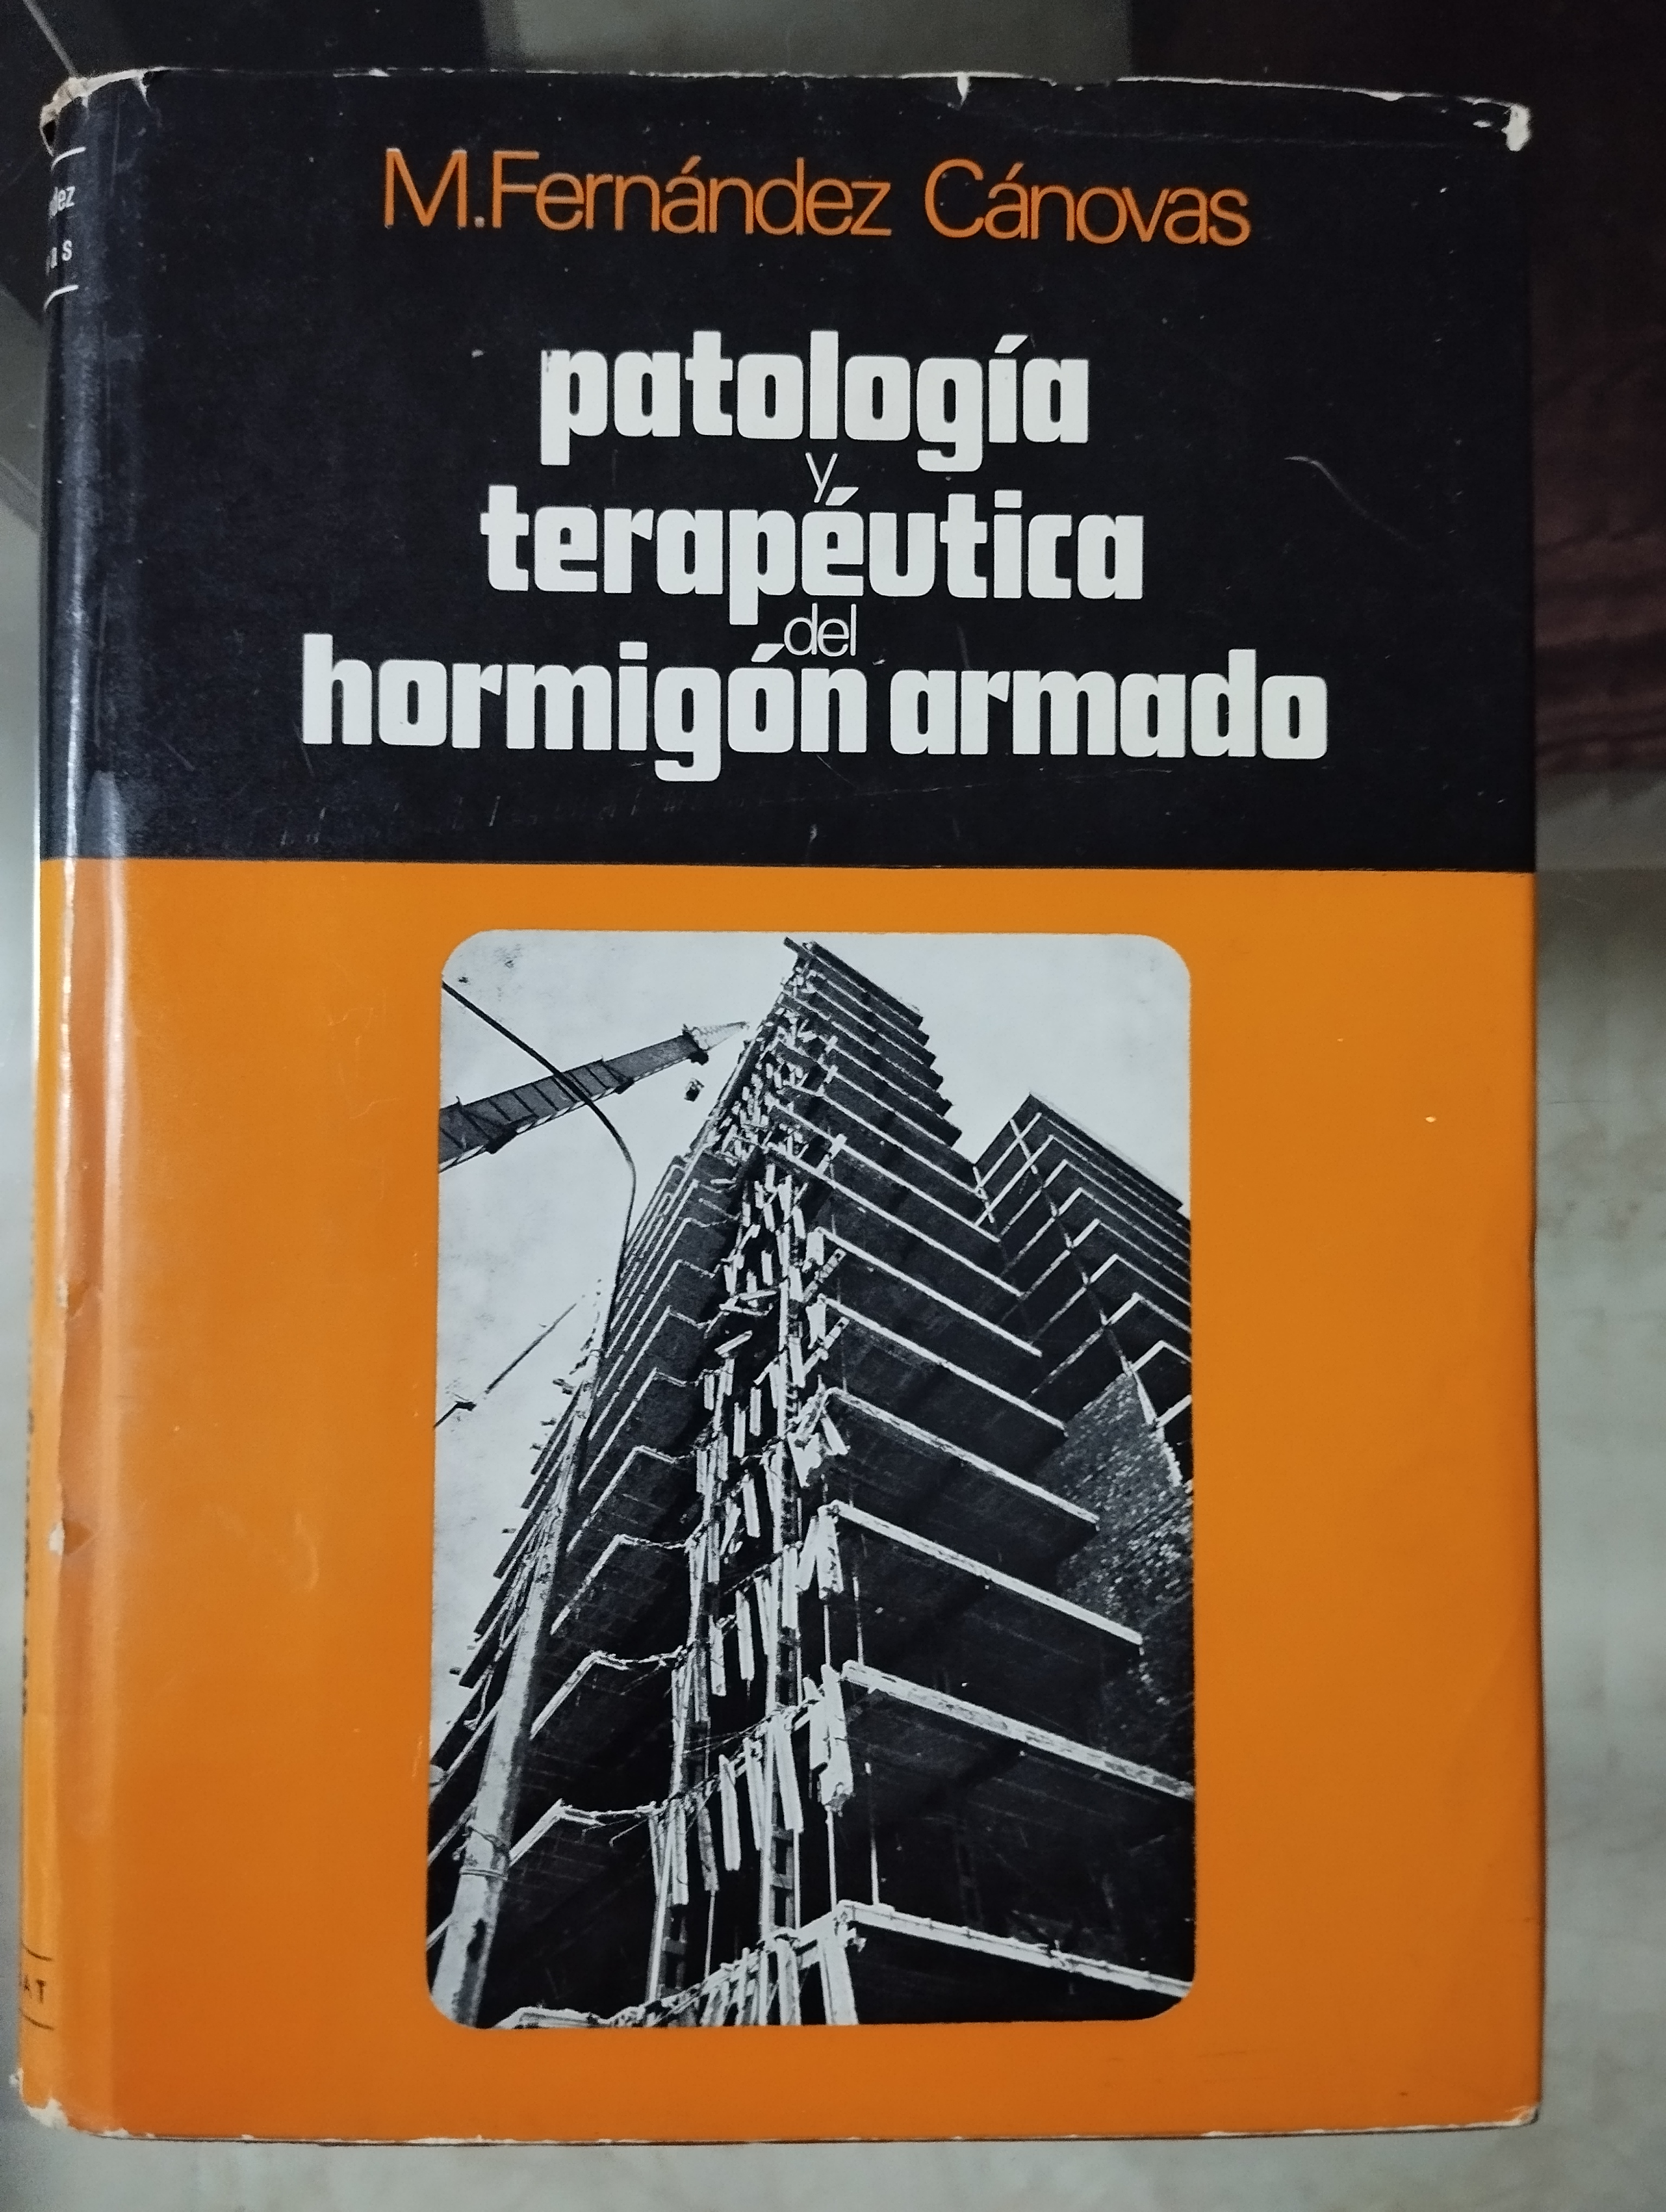 M.Fernández Cánovas
patología
y
terapéutica
del
hormigón armado